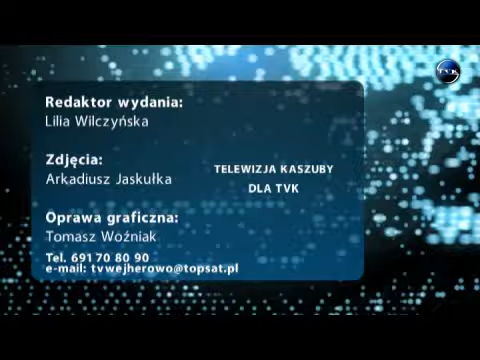 TVK
Redaktor wydania:
Lilia Wilczyńska
Zdjęcia:
Arkadiusz Jaskułka
TELEWIZJA KASZUBY
DLA TVK
Oprawa graficzna:
Tomasz Woźniak
Tel. 691 70 80 90
e-mail: tvwejherowo@topsat.pl